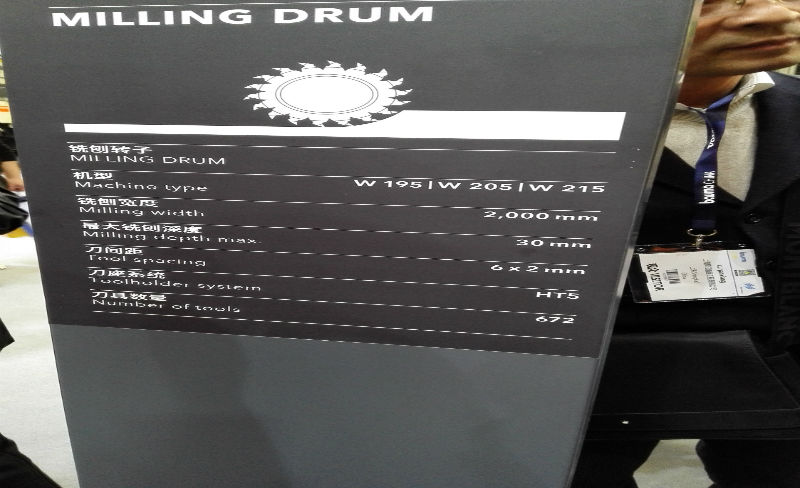 MILLING DRUM
铣刨转子
MILLING DRUM
机型
Machine type W 195 | W 205 | W 215
铣刨宽度
Milling width 2,000 mm
最大铣刨深度
Milling depth max. 30 mm
刀间距
Tool spacing 6 x 2 mm
刀座系统
Toolholder system HT5
刀具数量
Number of tools 672
VISITOR